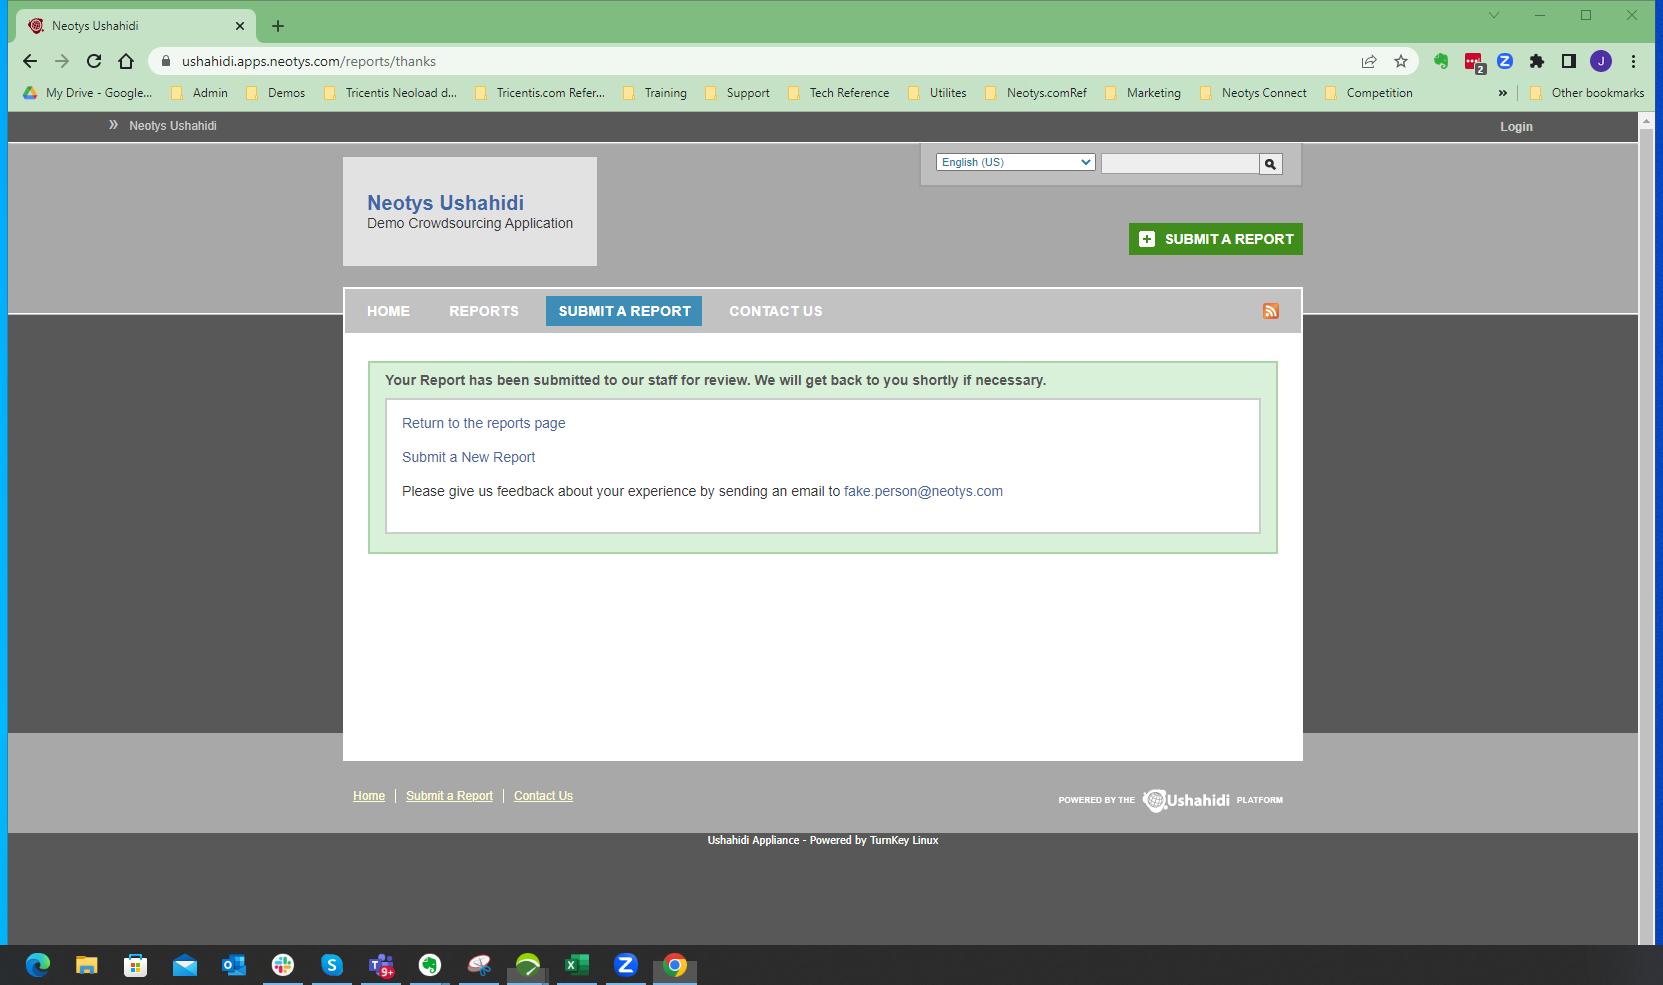 Neotys Ushahidi
ushahidi.apps.neotys.com/reports/thanks
2
J
My Drive - Google... Admin Demos Tricentis Neoload d... Tricentis.com Refer... Training Support Tech Reference Utilites Neotys.comRef Marketing Neotys Connect Competition » Other bookmarks
» Neotys Ushahidi Login
English (US)
Neotys Ushahidi
Demo Crowdsourcing Application
SUBMIT A REPORT
HOME REPORTS SUBMIT A REPORT CONTACT US
Your Report has been submitted to our staff for review. We will get back to you shortly if necessary.
Return to the reports page
Submit a New Report
Please give us feedback about your experience by sending an email to fake.person@neotys.com
Home Submit a Report Contact Us
POWERED BY THE Ushahidi PLATFORM
Ushahidi Appliance - Powered by TurnKey Linux
9+